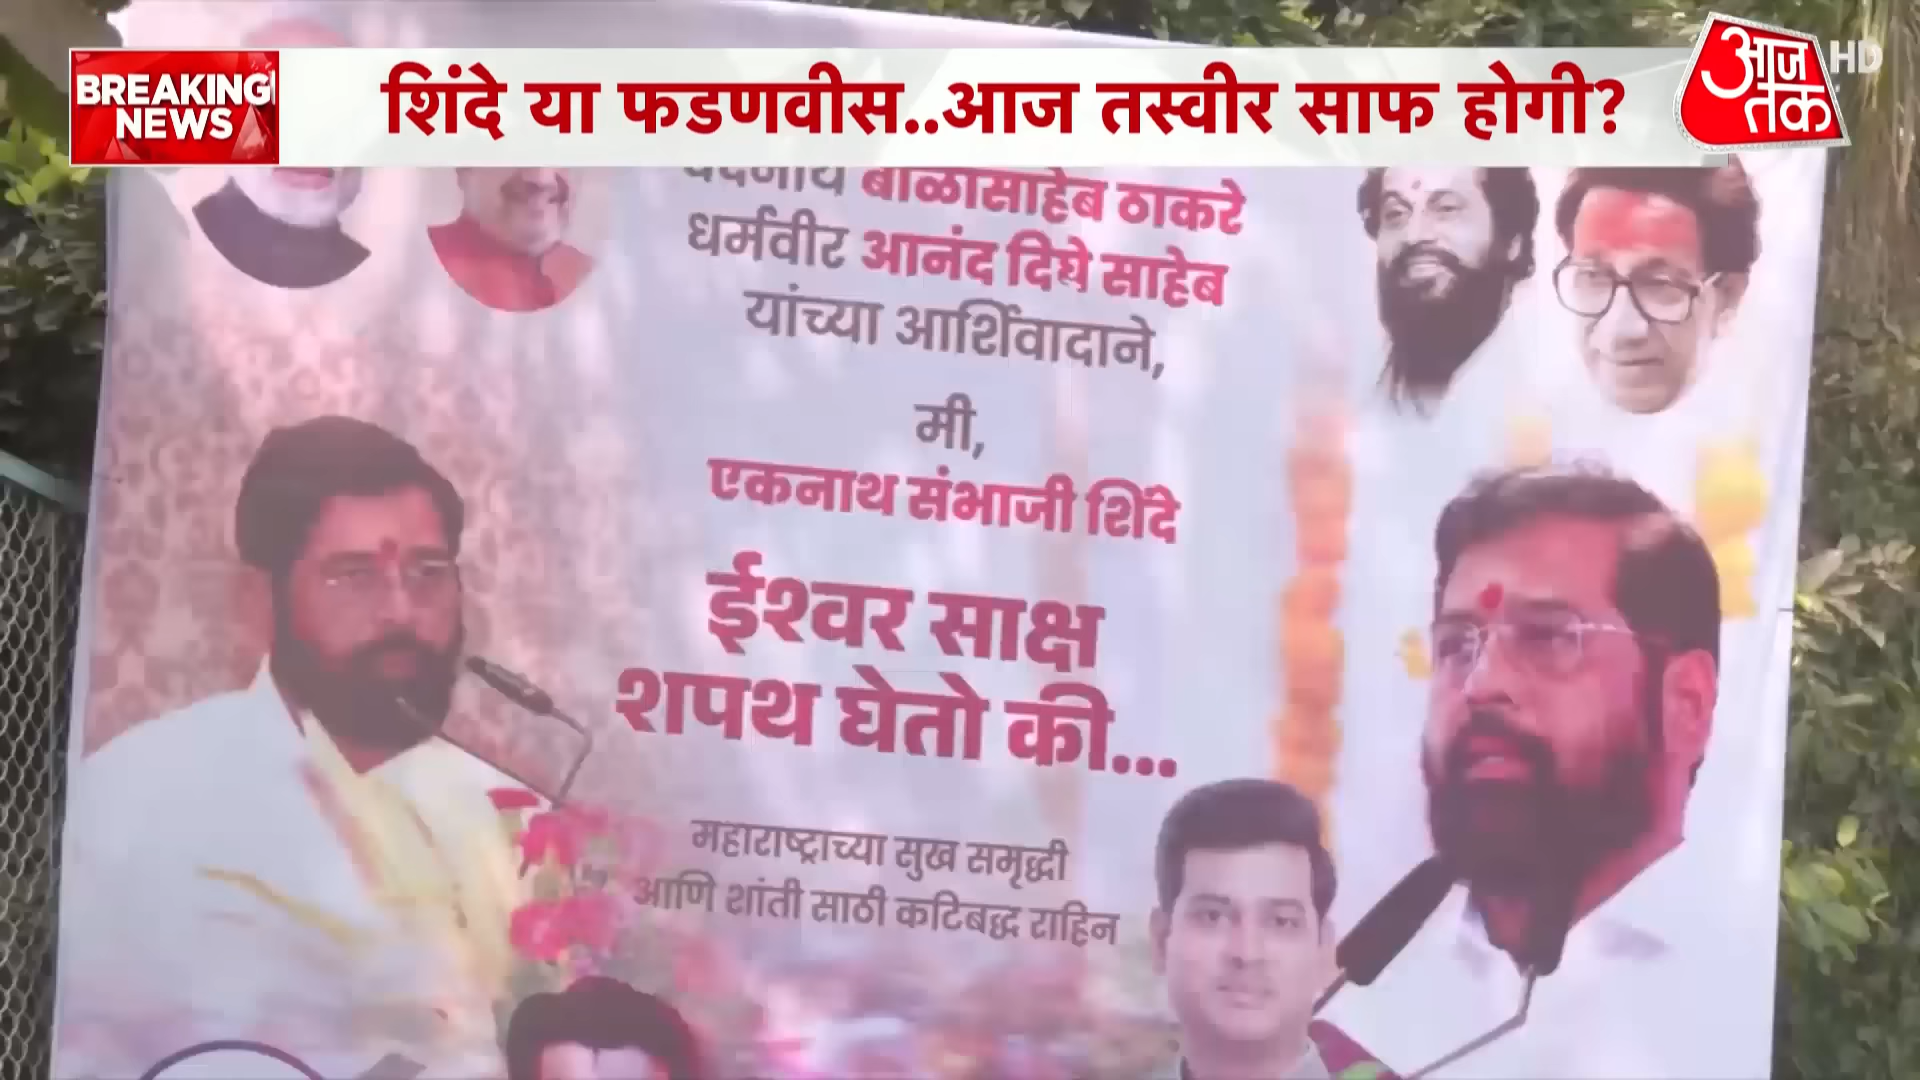 BREAKING
NEWS
शिंदे या फडणवीस..आज तस्वीर साफ होगी?
आज
तक
HD
बाळासाहेब ठाकरे
धर्मवीर आनंद दिघे साहेब
यांच्या आर्शिवादाने,
मी,
एकनाथ संभाजी शिंदे
ईश्वर साक्ष
शपथ घेतो की...
महाराष्ट्राच्या सुख समृद्धी
आणि शांती साठी कटिबद्ध राहिन